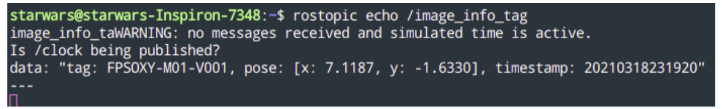 starwars@starwars-Inspiron-7348:~$ rostopic echo /image_info_tag
image_info_taWARNING: no messages received and simulated time is active.
Is /clock being published?
data: "tag: FPSOXY-M01-V001, pose: [x: 7.1187, y: -1.6330], timestamp: 20210318231920"
---